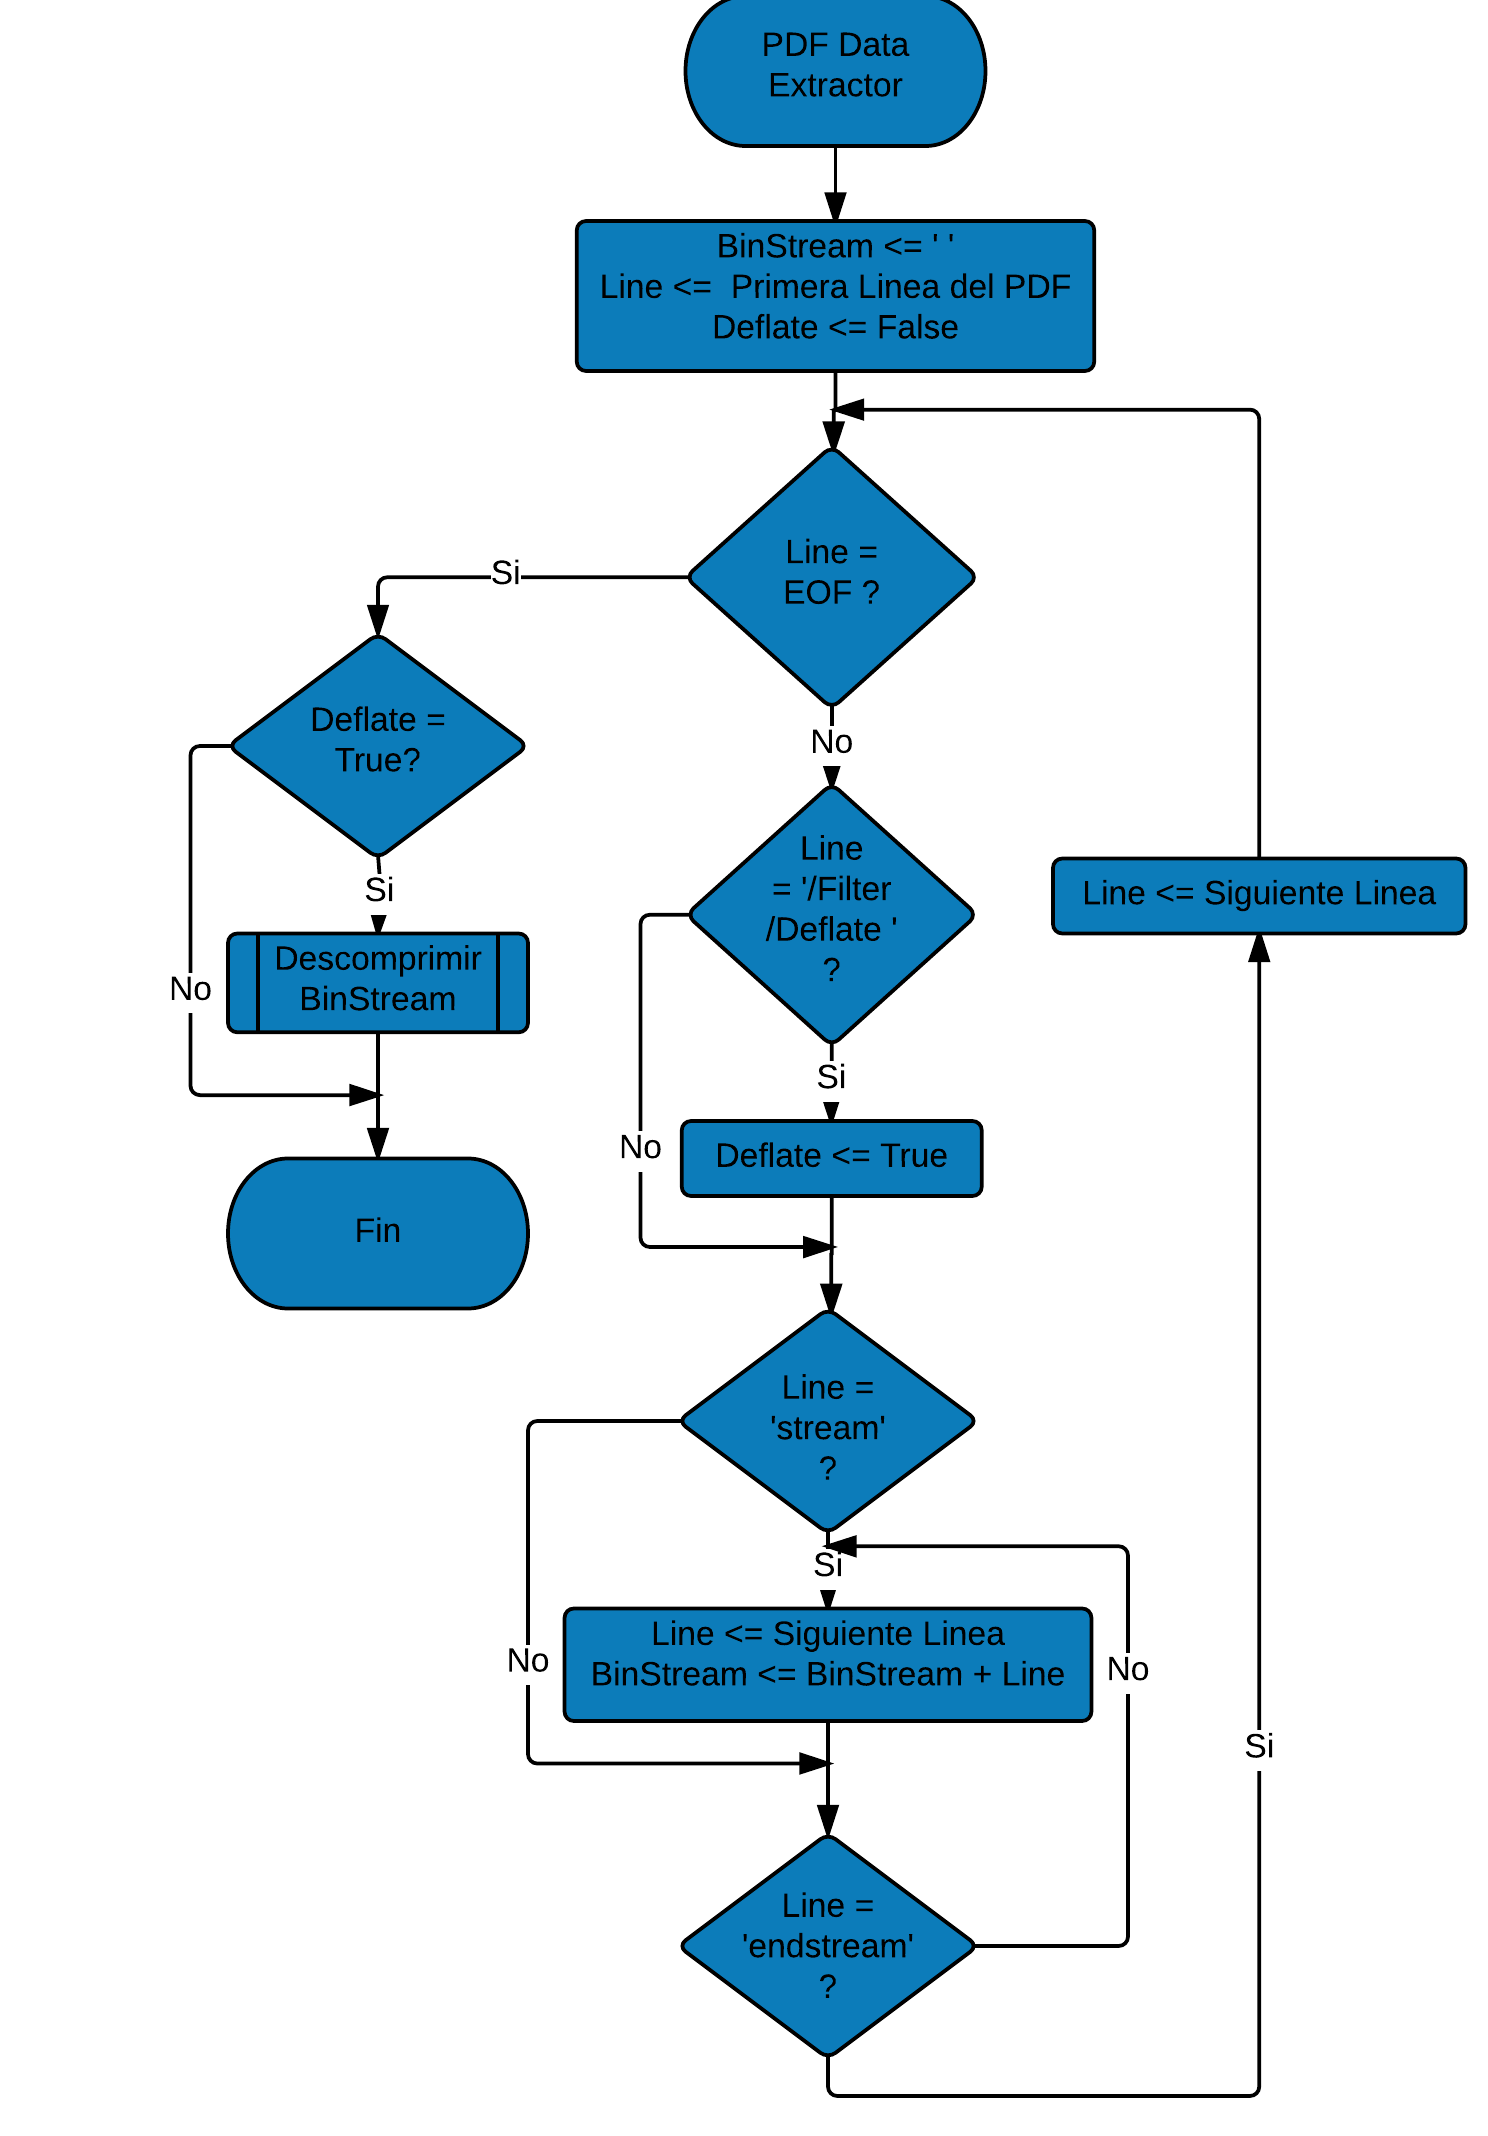 PDF Data
Extractor
BinStream <= ' '
Line <=  Primera Linea del PDF
Deflate <= False
Line =
EOF ?
Si
No
Deflate =
True?
Si
No
Descomprimir
BinStream
Fin
Line
= '/Filter
/Deflate '
?
Si
No
Deflate <= True
Line <= Siguiente Linea
Line =
'stream'
?
Si
No
Line <= Siguiente Linea
BinStream <= BinStream + Line
No
Si
Line =
'endstream'
?